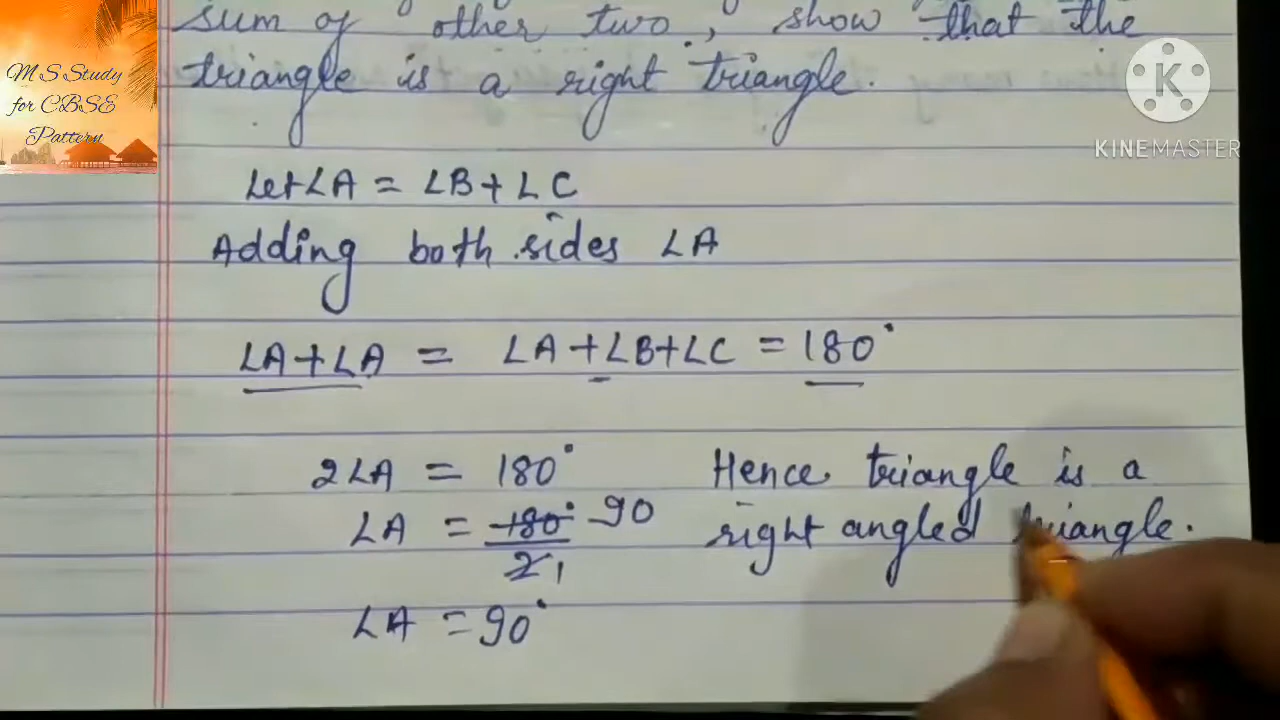 sum of other two, show that the
triangle is a right triangle.
M S Study
for CBSE
Pattern
K
KINEMASTER
Let ∠A = ∠B + ∠C
Adding both sides ∠A
∠A + ∠A = ∠A + ∠B + ∠C = 180°
2∠A = 180°
∠A = 180° 90
2 1
∠A = 90°
Hence triangle is a
right angled triangle.